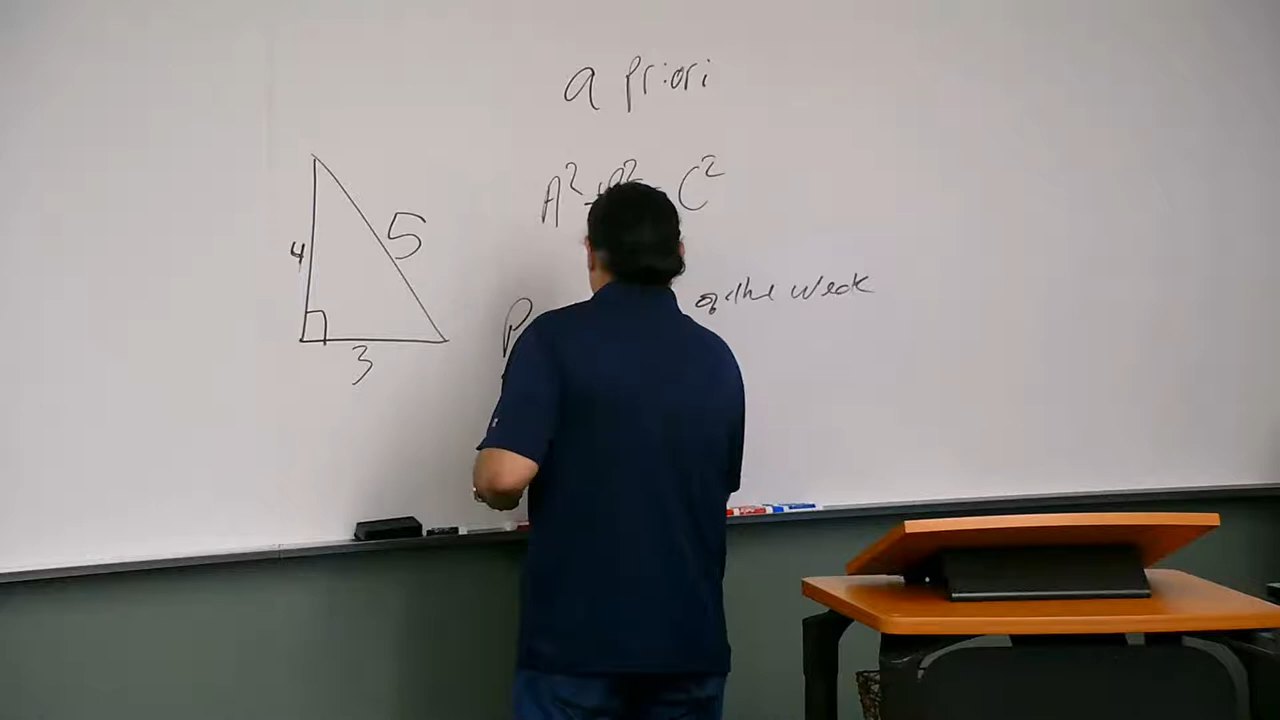 a priori
A² + B² = C²
4
5
3
P
of the week